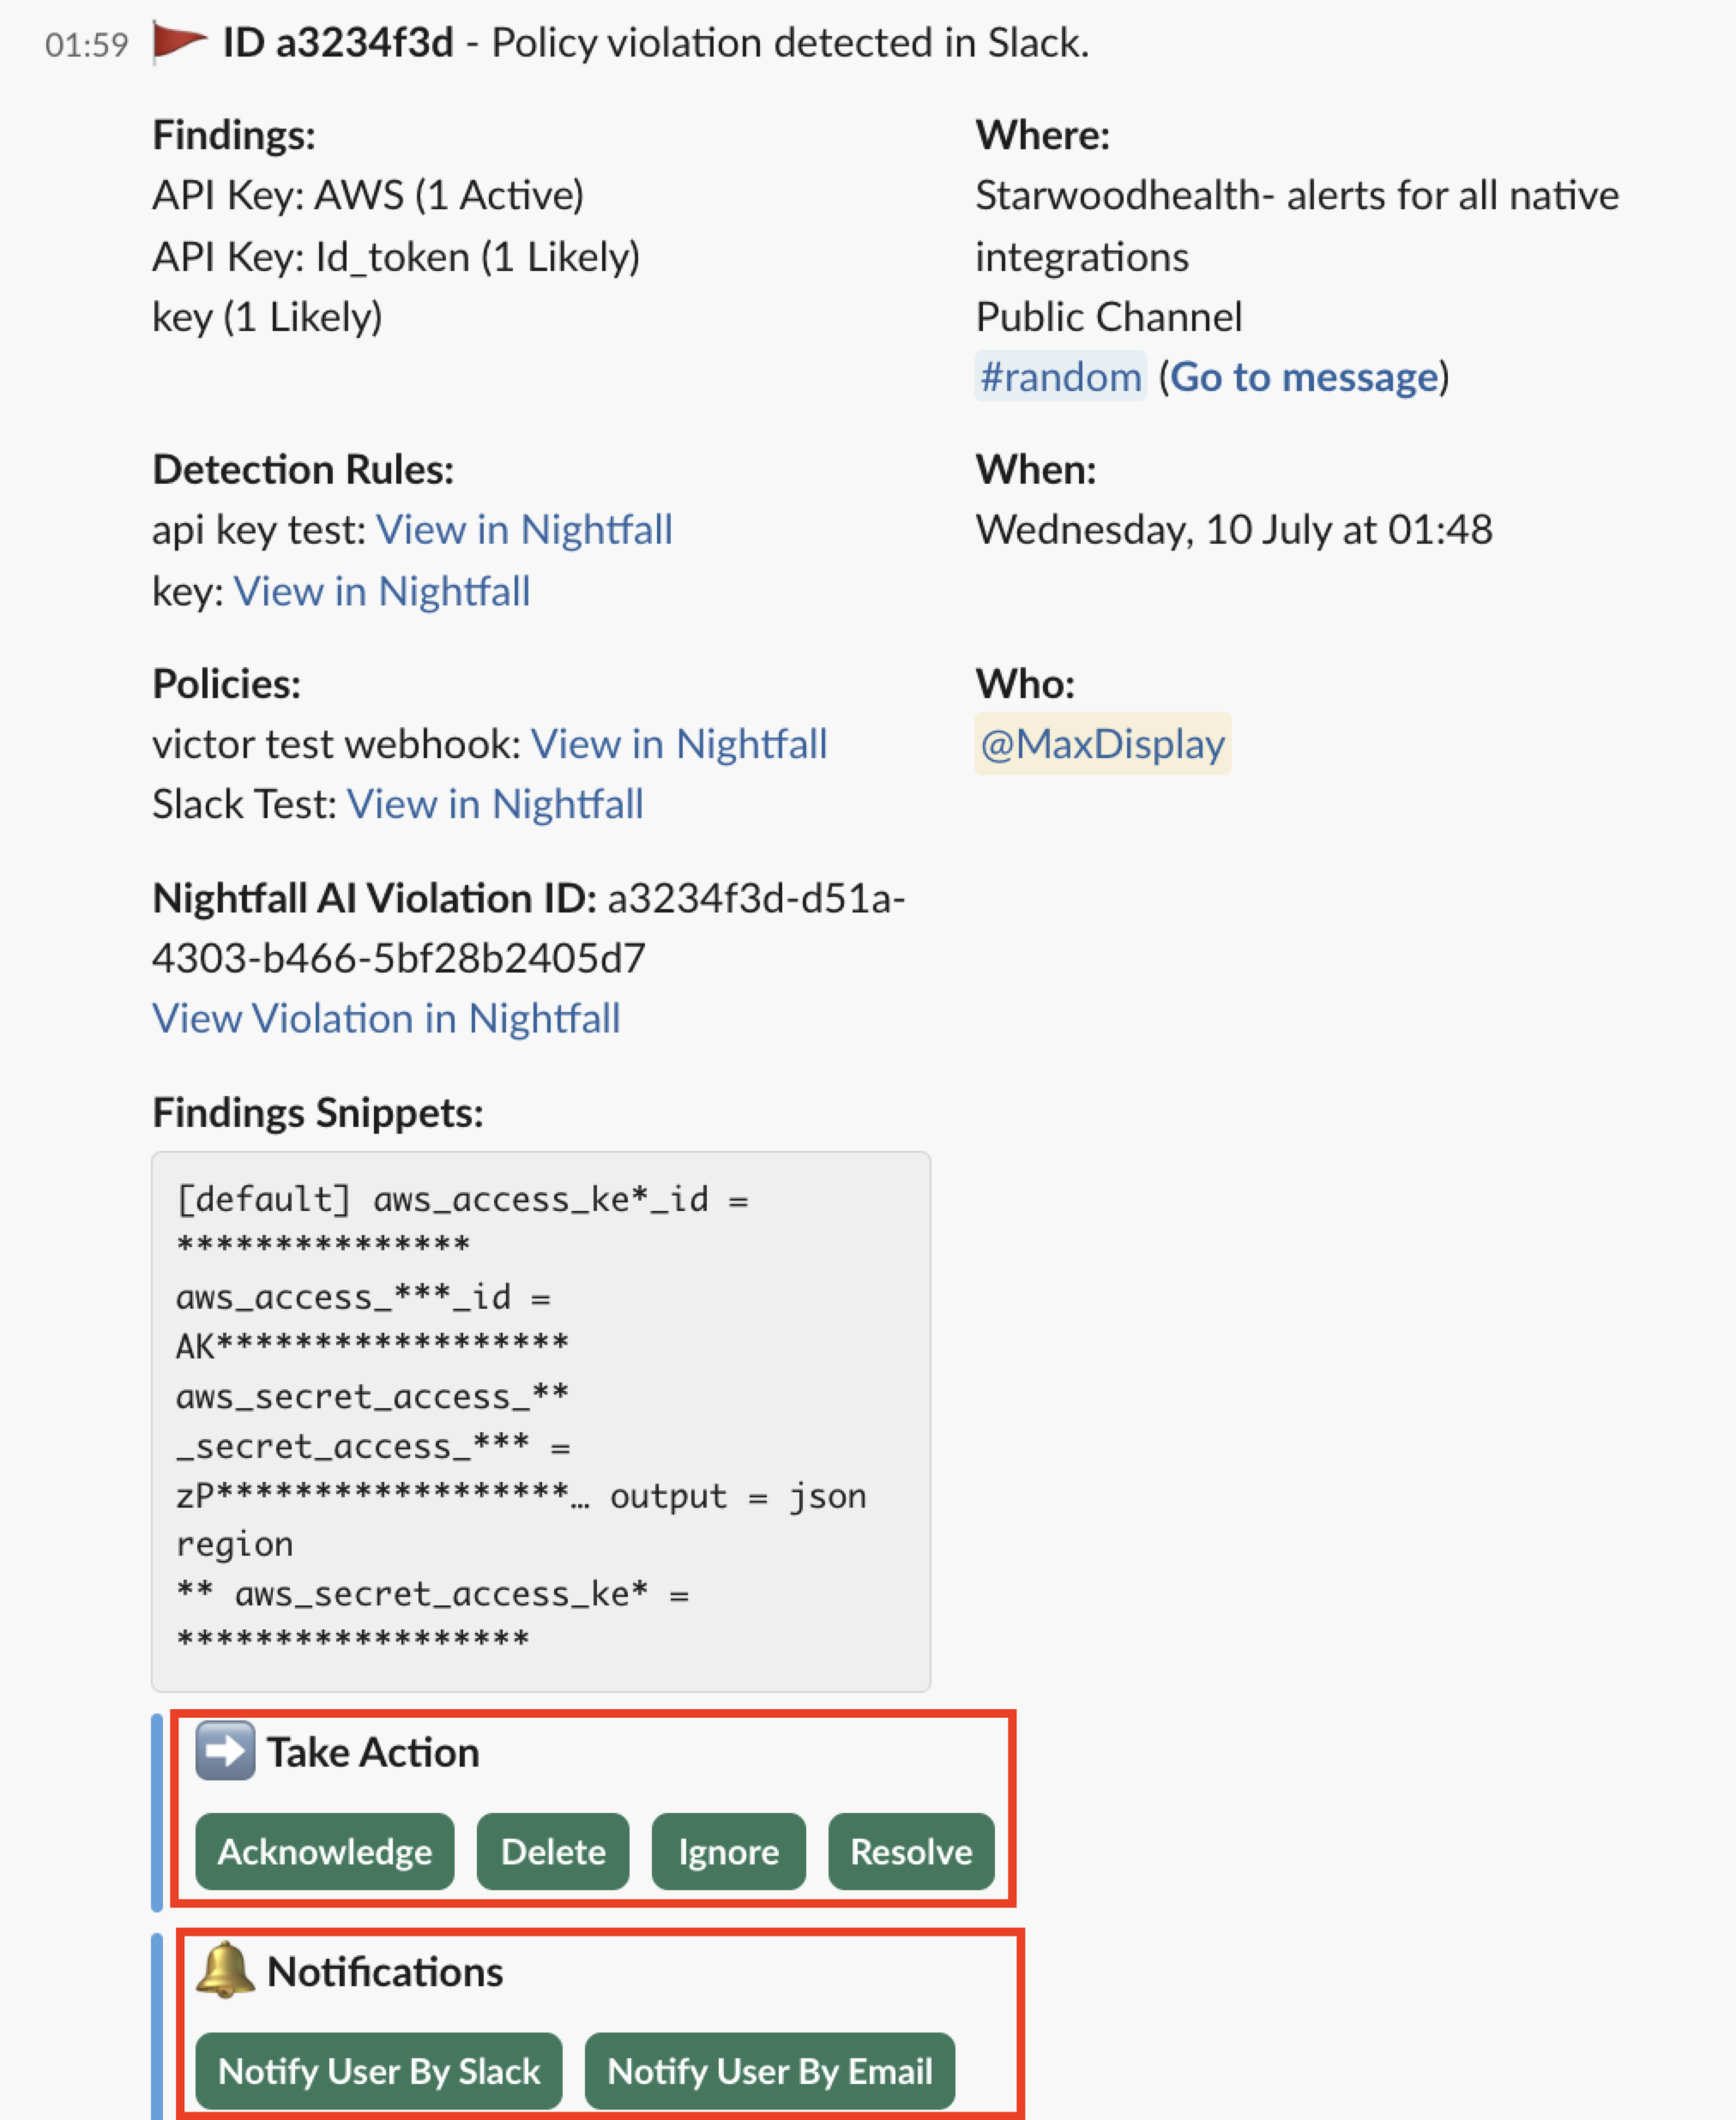 01:59 ID a3234f3d - Policy violation detected in Slack.
Findings:
API Key: AWS (1 Active)
API Key: Id_token (1 Likely)
key (1 Likely)
Where:
Starwoodhealth- alerts for all native
integrations
Public Channel
#random (Go to message)
Detection Rules:
api key test: View in Nightfall
key: View in Nightfall
When:
Wednesday, 10 July at 01:48
Policies:
victor test webhook: View in Nightfall
Slack Test: View in Nightfall
Who:
@MaxDisplay
Nightfall AI Violation ID: a3234f3d-d51a-
4303-b466-5bf28b2405d7
View Violation in Nightfall
Findings Snippets:
[default] aws_access_ke*_id =
***************
aws_access_***_id =
AK******************
aws_secret_access_**
_secret_access_*** =
zP******************… output = json
region
** aws_secret_access_ke* =
******************
Take Action
Acknowledge Delete Ignore Resolve
Notifications
Notify User By Slack Notify User By Email